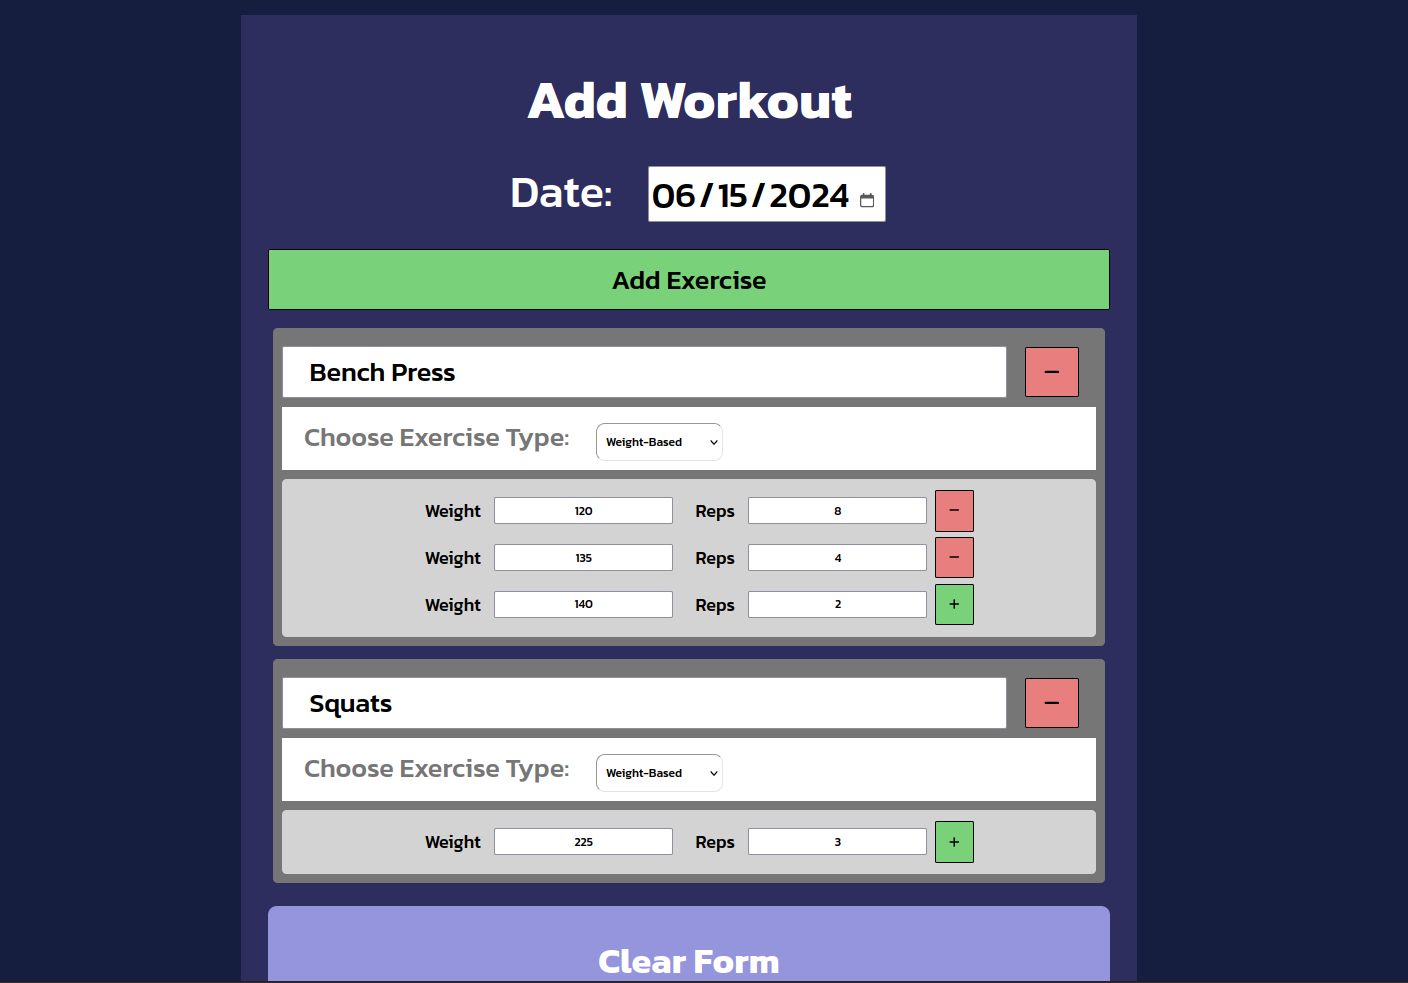 Add Workout
Date: 06/15/2024
Add Exercise
Bench Press −
Choose Exercise Type: Weight-Based
Weight 120 Reps 8 −
Weight 135 Reps 4 −
Weight 140 Reps 2 +
Squats −
Choose Exercise Type: Weight-Based
Weight 225 Reps 3 +
Clear Form